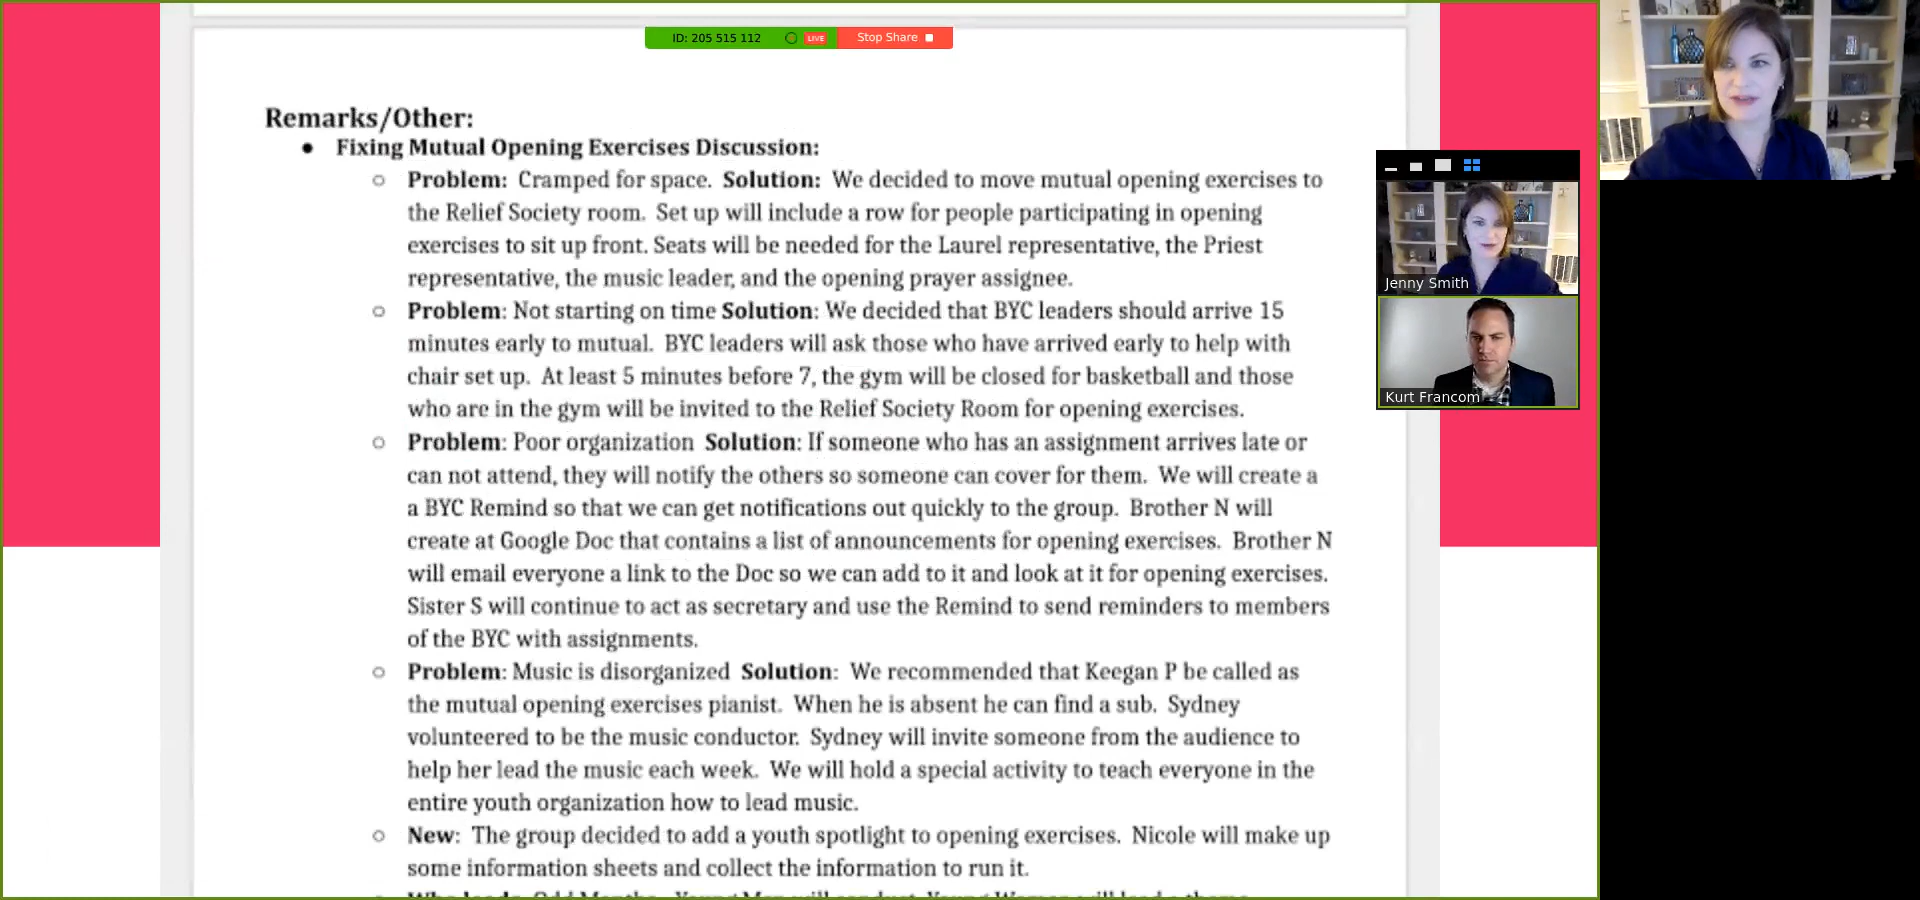 ID: 205 515 112
LIVE
Stop Share
Remarks/Other:
● Fixing Mutual Opening Exercises Discussion:
○ Problem: Cramped for space. Solution: We decided to move mutual opening exercises to
the Relief Society room. Set up will include a row for people participating in opening
exercises to sit up front. Seats will be needed for the Laurel representative, the Priest
representative, the music leader, and the opening prayer assignee.
○ Problem: Not starting on time Solution: We decided that BYC leaders should arrive 15
minutes early to mutual. BYC leaders will ask those who have arrived early to help with
chair set up. At least 5 minutes before 7, the gym will be closed for basketball and those
who are in the gym will be invited to the Relief Society Room for opening exercises.
○ Problem: Poor organization Solution: If someone who has an assignment arrives late or
can not attend, they will notify the others so someone can cover for them. We will create a
a BYC Remind so that we can get notifications out quickly to the group. Brother N will
create at Google Doc that contains a list of announcements for opening exercises. Brother N
will email everyone a link to the Doc so we can add to it and look at it for opening exercises.
Sister S will continue to act as secretary and use the Remind to send reminders to members
of the BYC with assignments.
○ Problem: Music is disorganized Solution: We recommended that Keegan P be called as
the mutual opening exercises pianist. When he is absent he can find a sub. Sydney
volunteered to be the music conductor. Sydney will invite someone from the audience to
help her lead the music each week. We will hold a special activity to teach everyone in the
entire youth organization how to lead music.
○ New: The group decided to add a youth spotlight to opening exercises. Nicole will make up
some information sheets and collect the information to run it.
Jenny Smith
Kurt Francom